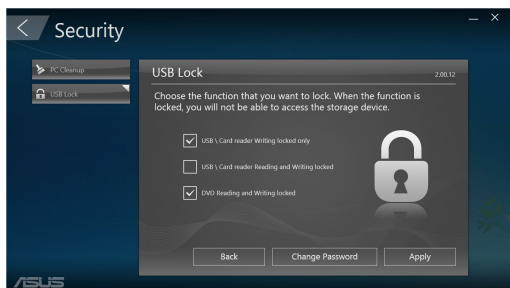 Security
PC Cleanup
USB Lock
USB Lock
2.00.12
Choose the function that you want to lock. When the function is
locked, you will not be able to access the storage device.
USB \ Card reader Writing locked only
USB \ Card reader Reading and Writing locked
DVD Reading and Writing locked
Back
Change Password
Apply
ASUS